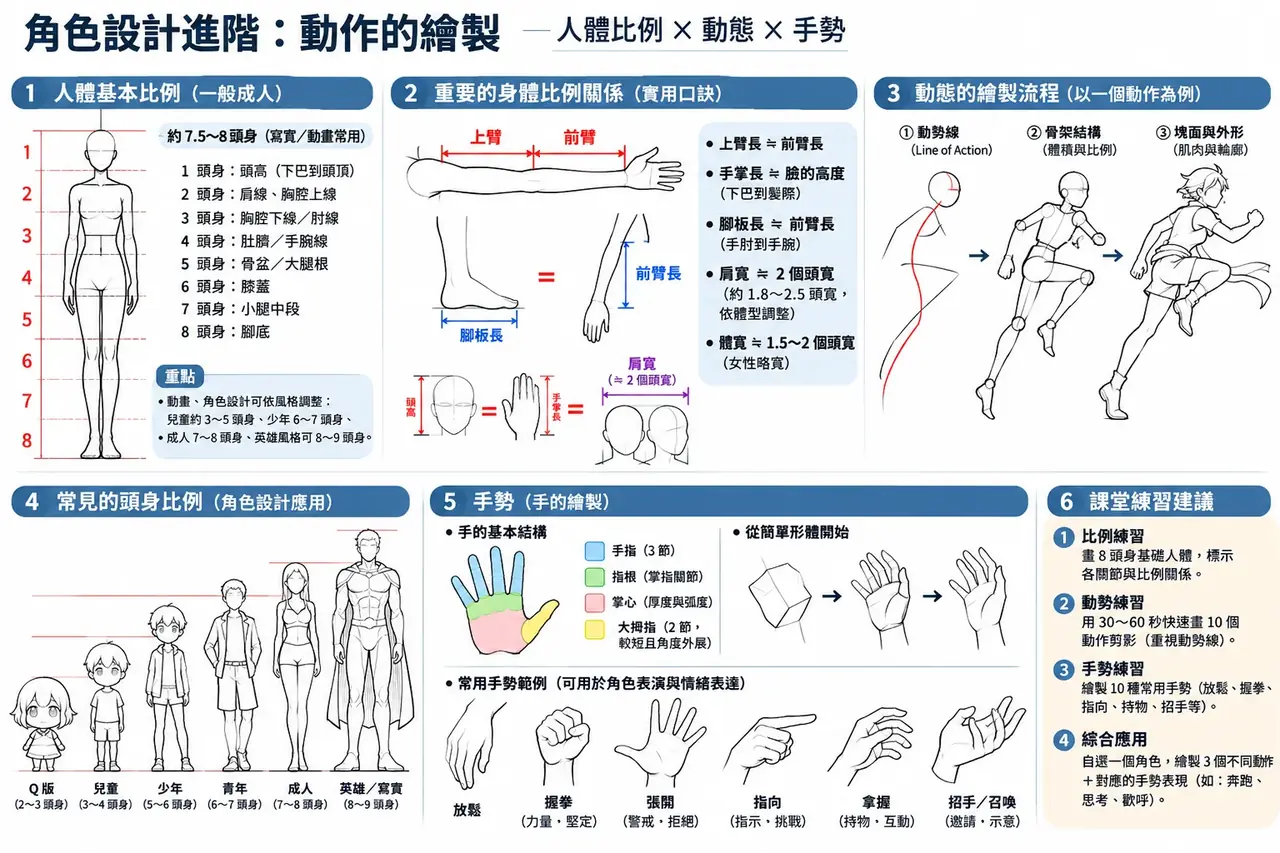 角色設計進階：動作的繪製 — 人體比例 × 動態 × 手勢
1 人體基本比例（一般成人）
約 7.5～8 頭身（寫實／動畫常用）
1
2
3
4
5
6
7
8
1 頭身：頭高（下巴到頭頂）
2 頭身：肩線、胸腔上線
3 頭身：胸腔下線／肘線
4 頭身：肚臍／手腕線
5 頭身：骨盆／大腿根
6 頭身：膝蓋
7 頭身：小腿中段
8 頭身：腳底
重點
• 動畫、角色設計可依風格調整：
兒童約 3～5 頭身、少年 6～7 頭身、
• 成人 7～8 頭身、英雄風格可 8～9 頭身。
2 重要的身體比例關係（實用口訣）
上臂
前臂
前臂長
=
腳板長
頭高
=
手掌長
=
肩寬
（≒ 2 個頭寬）
• 上臂長 ≒ 前臂長
• 手掌長 ≒ 臉的高度
（下巴到髮際）
• 腳板長 ≒ 前臂長
（手肘到手腕）
• 肩寬 ≒ 2 個頭寬
（約 1.8～2.5 頭寬，
依體型調整）
• 體寬 ≒ 1.5～2 個頭寬
（女性略寬）
3 動態的繪製流程（以一個動作為例）
① 動勢線
（Line of Action）
② 骨架結構
（體積與比例）
③ 塊面與外形
（肌肉與輪廓）
4 常見的頭身比例（角色設計應用）
Q 版
（2～3 頭身）
兒童
（3～4 頭身）
少年
（5～6 頭身）
青年
（6～7 頭身）
成人
（7～8 頭身）
英雄／寫實
（8～9 頭身）
5 手勢（手的繪製）
• 手的基本結構
手指（3 節）
指根（掌指關節）
掌心（厚度與弧度）
大拇指（2 節，
較短且角度外展）
• 從簡單形體開始
• 常用手勢範例（可用於角色表演與情緒表達）
放鬆
握拳
（力量，堅定）
張開
（警戒，拒絕）
指向
（指示，挑戰）
拿握
（持物，互動）
招手／召喚
（邀請，示意）
6 課堂練習建議
1 比例練習
畫 8 頭身基礎人體，標示
各關節與比例關係。
2 動勢練習
用 30～60 秒快速畫 10 個
動作剪影（重視動勢線）。
3 手勢練習
繪製 10 種常用手勢（放鬆、握拳、
指向、持物、招手等）。
4 綜合應用
自選一個角色，繪製 3 個不同動作
＋對應的手勢表現（如：奔跑、
思考、歡呼）。